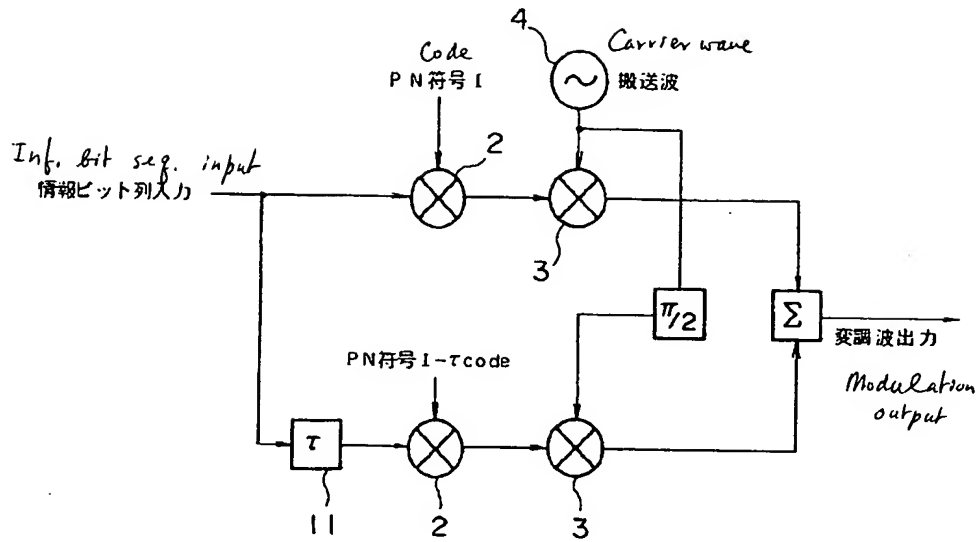 4
Code
Carrier wave
PN符号I
搬送波
2
Inf. bit seq. input
情報ビット列入力
3
π/2
Σ
変調波出力
PN符号I-τcode
Modulation
output
τ
11
2
3